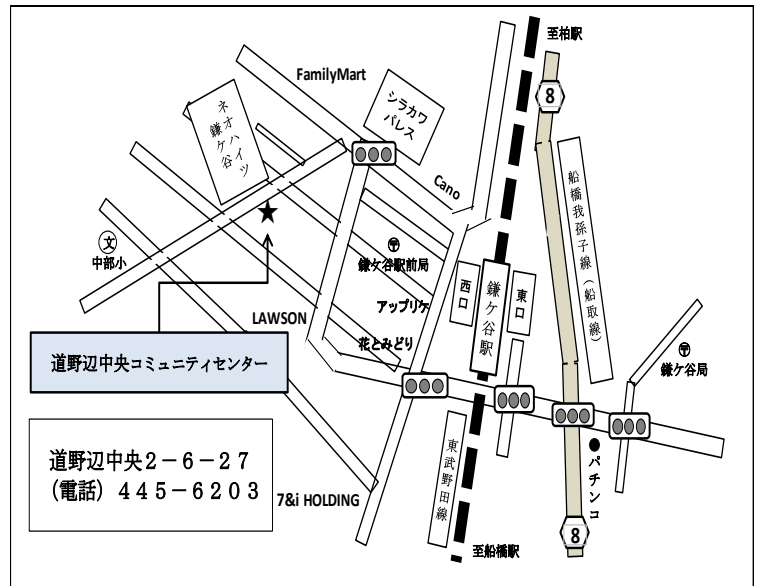 至柏駅
8
FamilyMart
シラカワ
パレス
ネオハイツ
鎌ケ谷
Cano
船橋我孫子線（船取線）
文
中部小
〒
鎌ケ谷駅前局
西口
鎌ケ谷駅
東口
アップリケ
LAWSON
花とみどり
〒
鎌ケ谷局
道野辺中央コミュニティセンター
道野辺中央２－６－２７
(電話) ４４５－６２０３
7&i HOLDING
東武野田線
パチンコ
8
至船橋駅